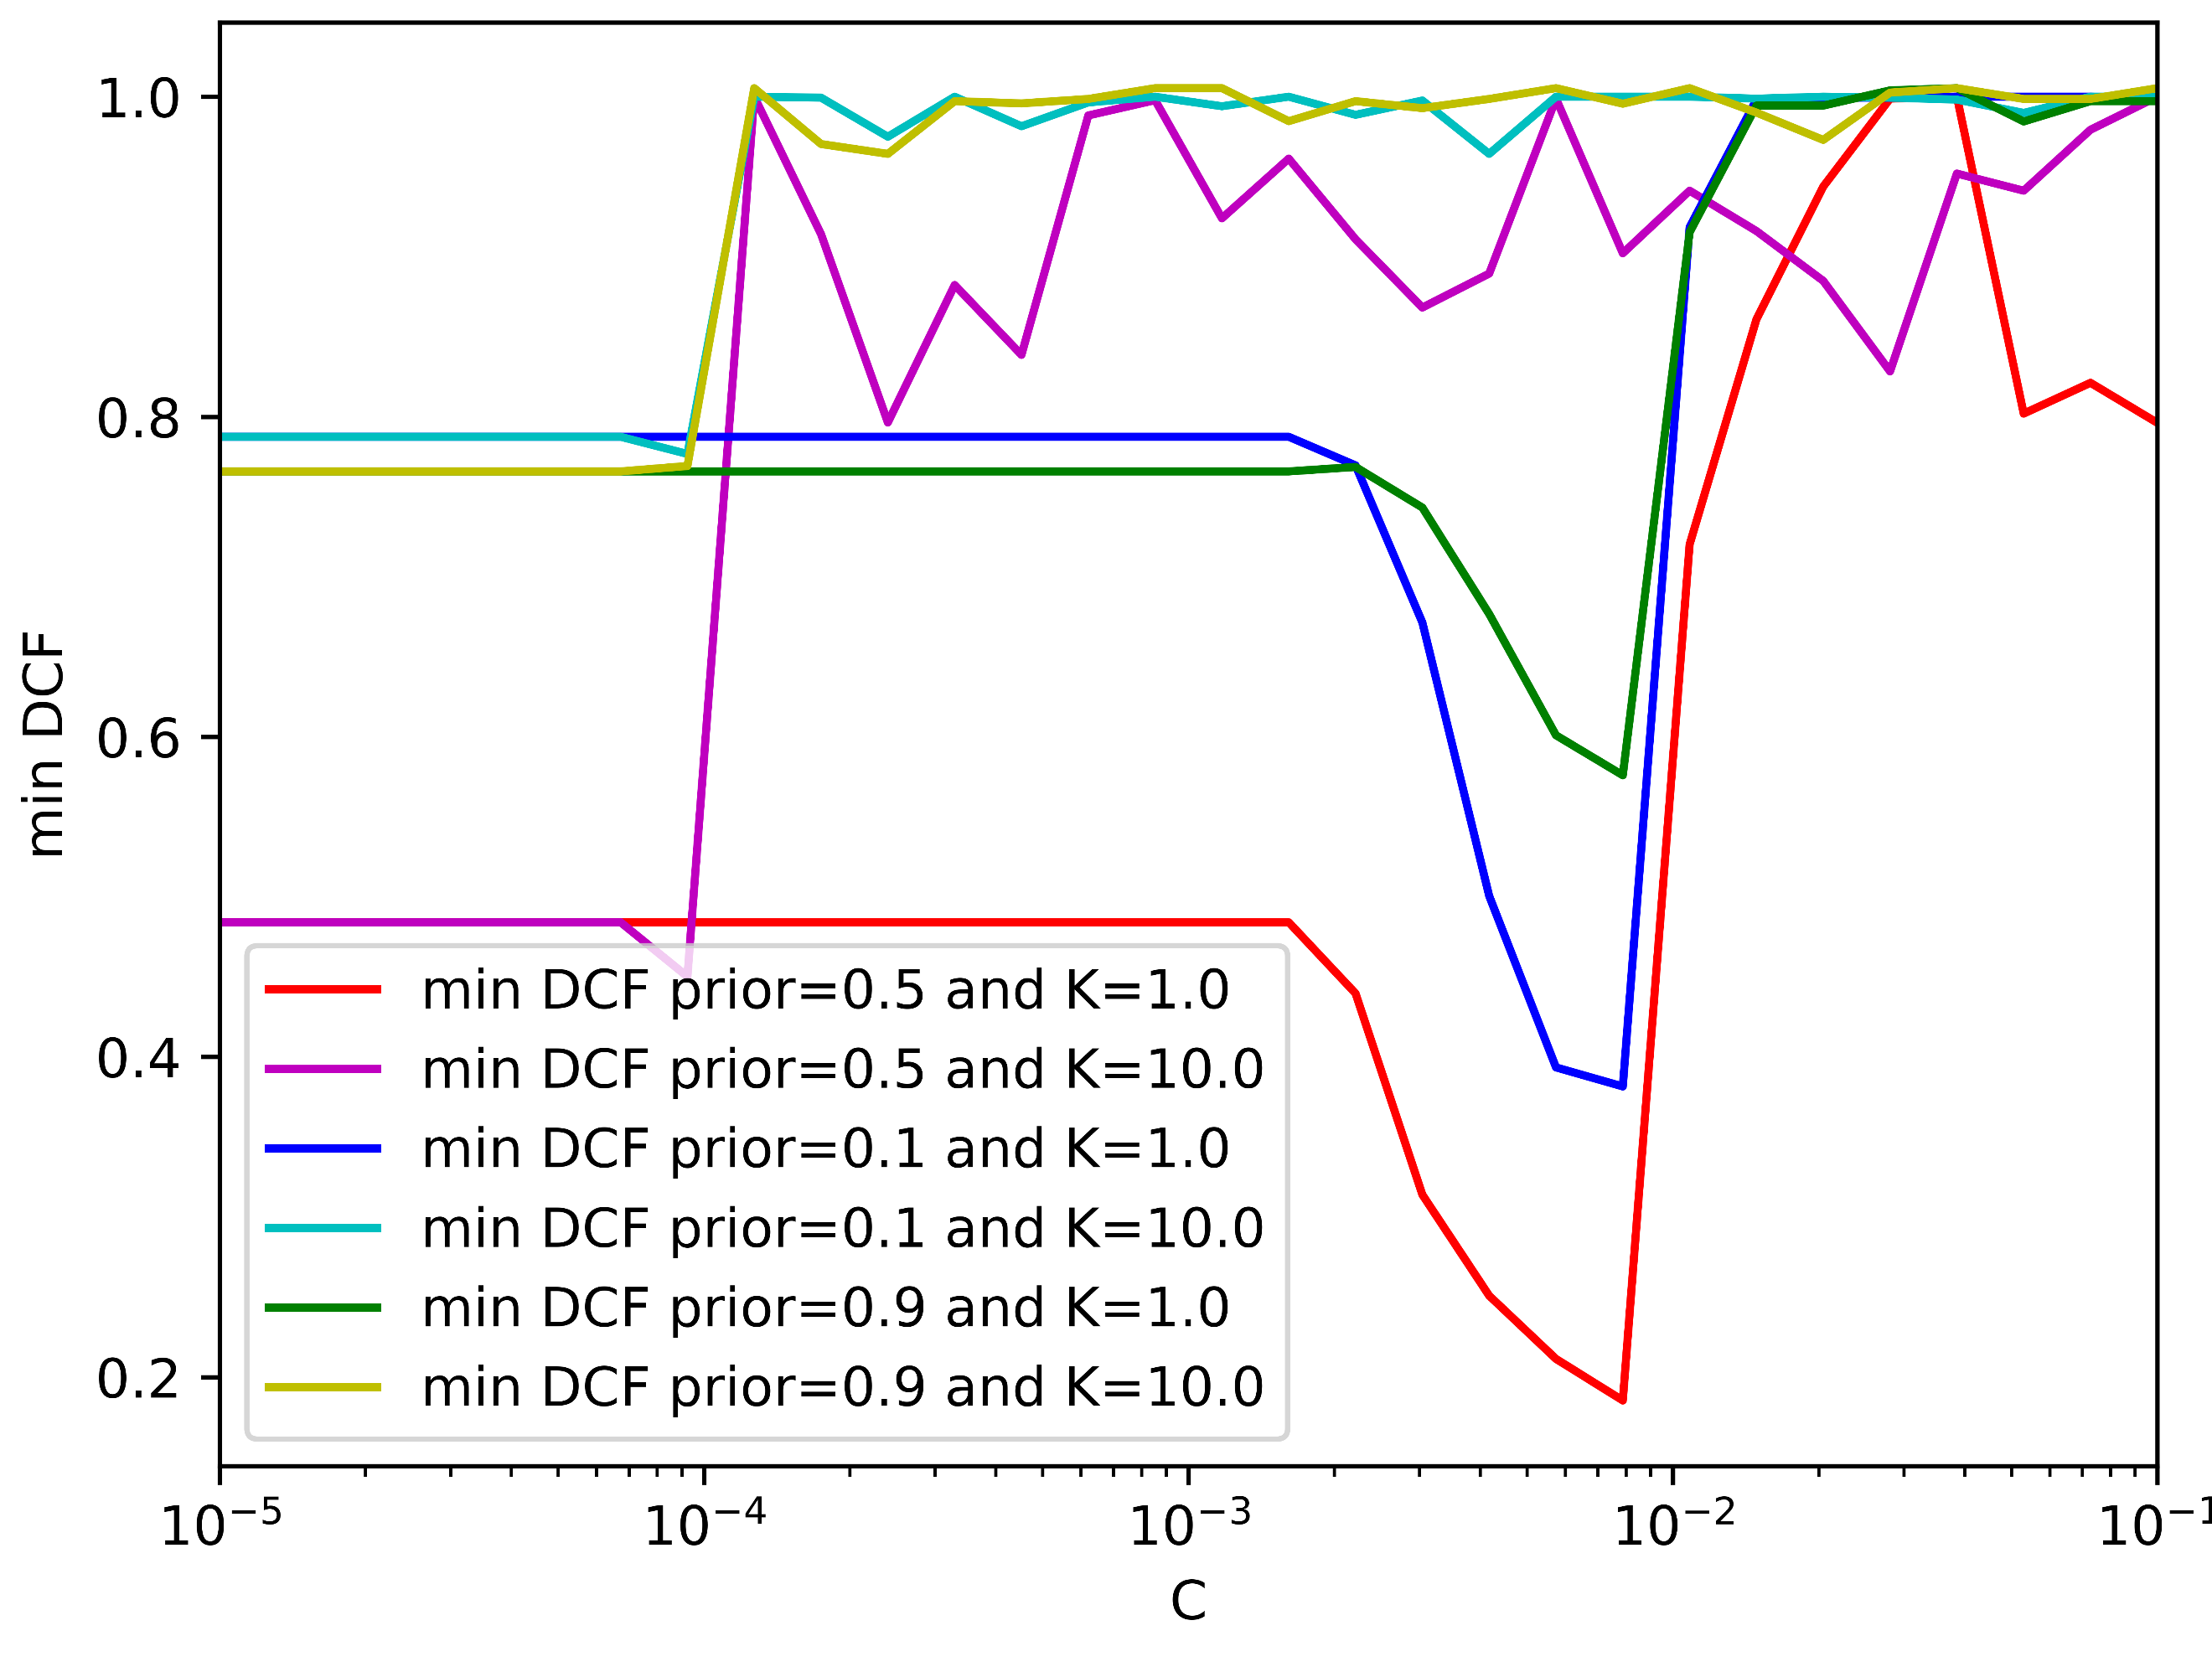 1.0
0.8
0.6
0.4
0.2
min DCF
min DCF prior=0.5 and K=1.0
min DCF prior=0.5 and K=10.0
min DCF prior=0.1 and K=1.0
min DCF prior=0.1 and K=10.0
min DCF prior=0.9 and K=1.0
min DCF prior=0.9 and K=10.0
10⁻⁵ 10⁻⁴ 10⁻³ 10⁻² 10⁻¹
C